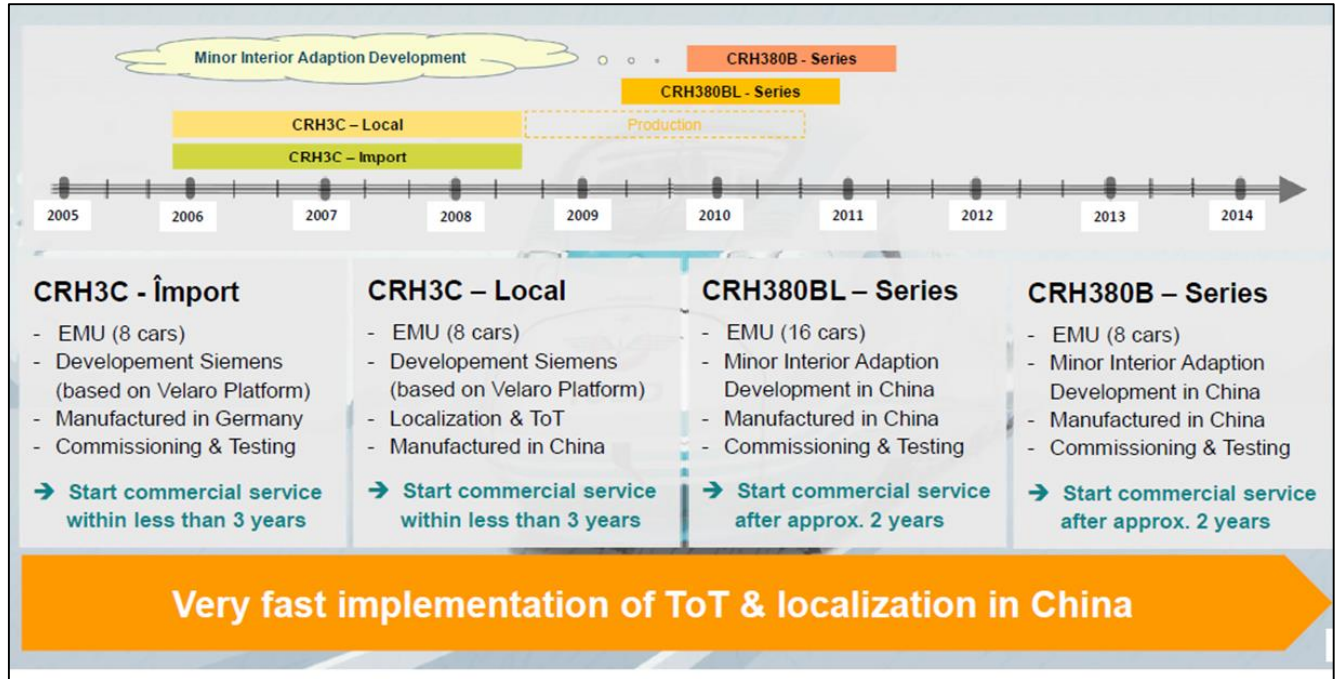 Minor Interior Adaption Development
CRH380B - Series
CRH380BL - Series
CRH3C – Local
Production
CRH3C – Import
2005
2006
2007
2008
2009
2010
2011
2012
2013
2014
CRH3C - Împort
- EMU (8 cars)
- Developement Siemens
(based on Velaro Platform)
- Manufactured in Germany
- Commissioning & Testing
➔ Start commercial service
within less than 3 years
CRH3C – Local
- EMU (8 cars)
- Developement Siemens
(based on Velaro Platform)
- Localization & ToT
- Manufactured in China
➔ Start commercial service
within less than 3 years
CRH380BL – Series
- EMU (16 cars)
- Minor Interior Adaption
Development in China
- Manufactured in China
- Commissioning & Testing
➔ Start commercial service
after approx. 2 years
CRH380B – Series
- EMU (8 cars)
- Minor Interior Adaption
Development in China
- Manufactured in China
- Commissioning & Testing
➔ Start commercial service
after approx. 2 years
Very fast implementation of ToT & localization in China